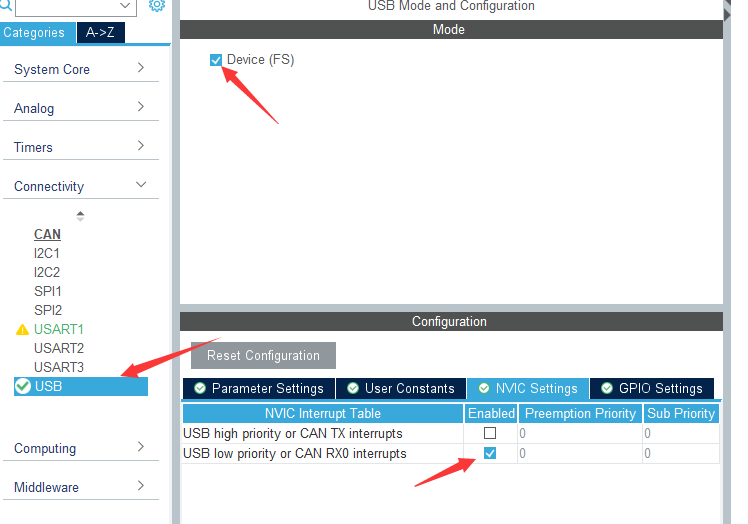 USB Mode and Configuration
Categories
A->Z
Mode
Device (FS)
System Core
Analog
Timers
Connectivity
CAN
I2C1
I2C2
SPI1
SPI2
USART1
USART2
USART3
USB
Computing
Middleware
Configuration
Reset Configuration
Parameter Settings
User Constants
NVIC Settings
GPIO Settings
NVIC Interrupt Table Enabled Preemption Priority Sub Priority
USB high priority or CAN TX interrupts 0 0
USB low priority or CAN RX0 interrupts 0 0